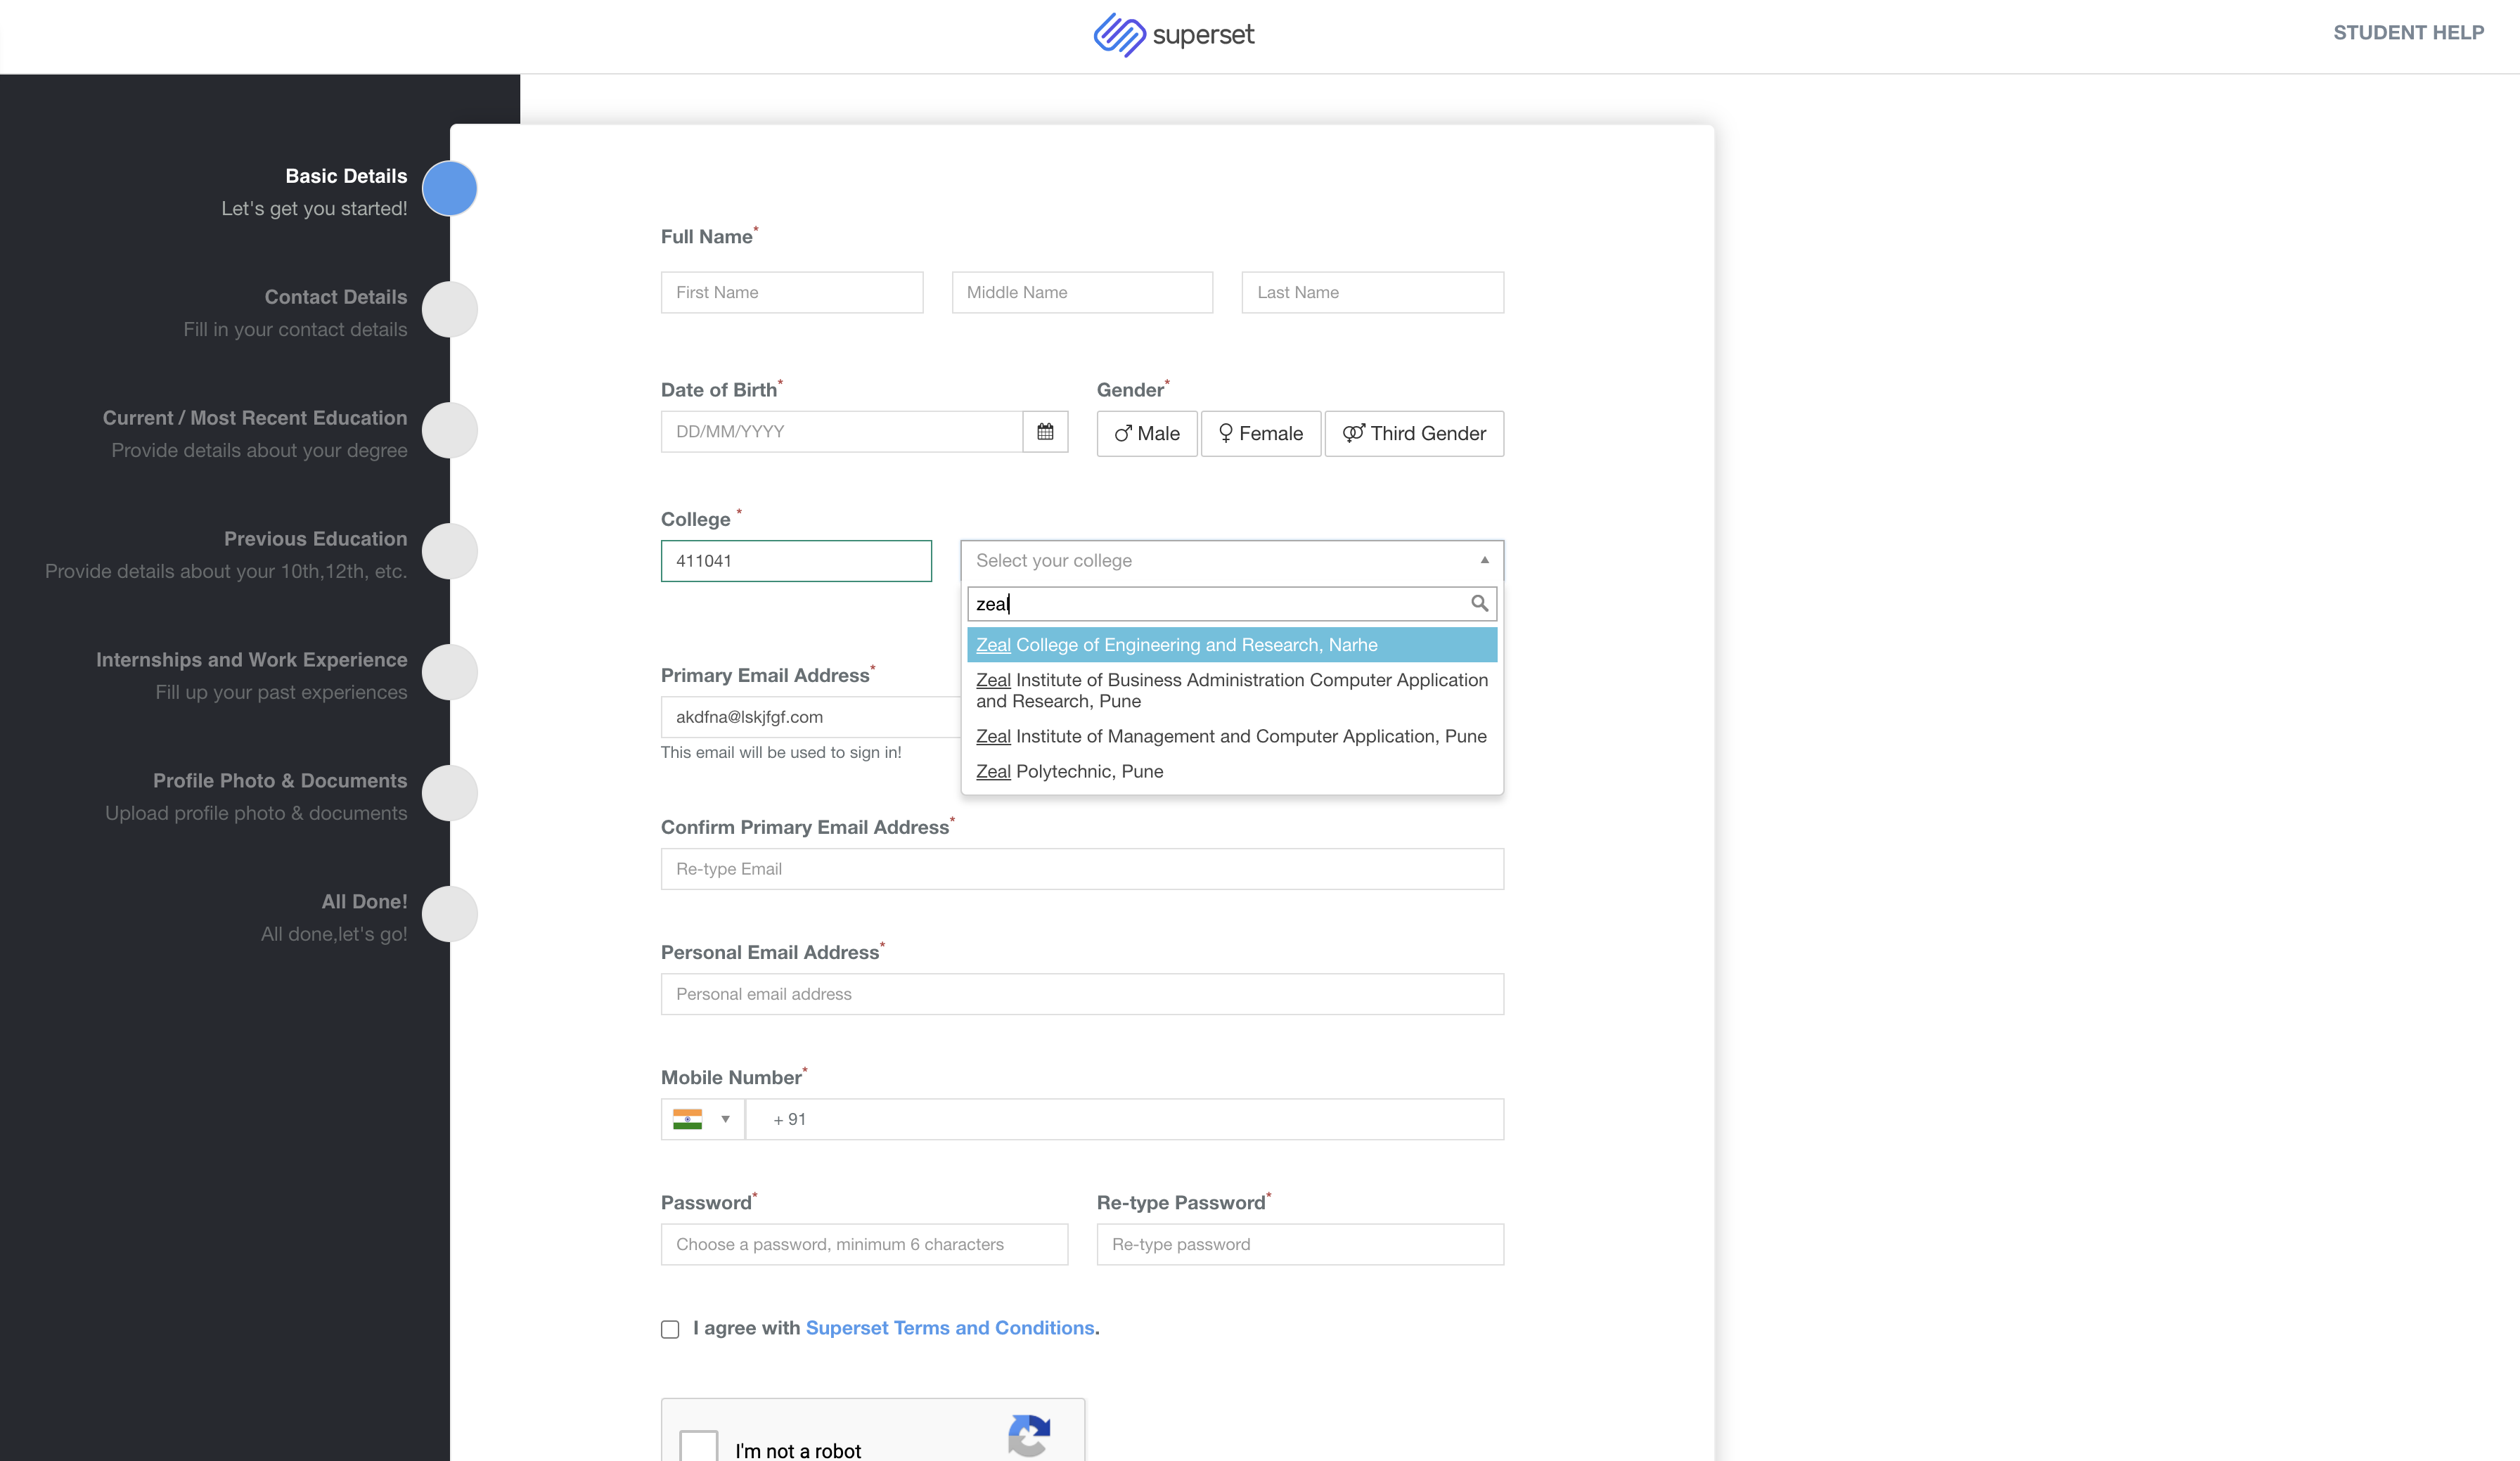 superset
STUDENT HELP
Basic Details
Let's get you started!
Contact Details
Fill in your contact details
Current / Most Recent Education
Provide details about your degree
Previous Education
Provide details about your 10th,12th, etc.
Internships and Work Experience
Fill up your past experiences
Profile Photo & Documents
Upload profile photo & documents
All Done!
All done,let's go!
Full Name*
First Name Middle Name Last Name
Date of Birth* Gender*
DD/MM/YYYY Male Female Third Gender
College *
411041 Select your college
zeal
Zeal College of Engineering and Research, Narhe
Zeal Institute of Business Administration Computer Application
and Research, Pune
Zeal Institute of Management and Computer Application, Pune
Zeal Polytechnic, Pune
Primary Email Address*
akdfna@lskjfgf.com
This email will be used to sign in!
Confirm Primary Email Address*
Re-type Email
Personal Email Address*
Personal email address
Mobile Number*
+ 91
Password* Re-type Password*
Choose a password, minimum 6 characters Re-type password
I agree with Superset Terms and Conditions.
I'm not a robot